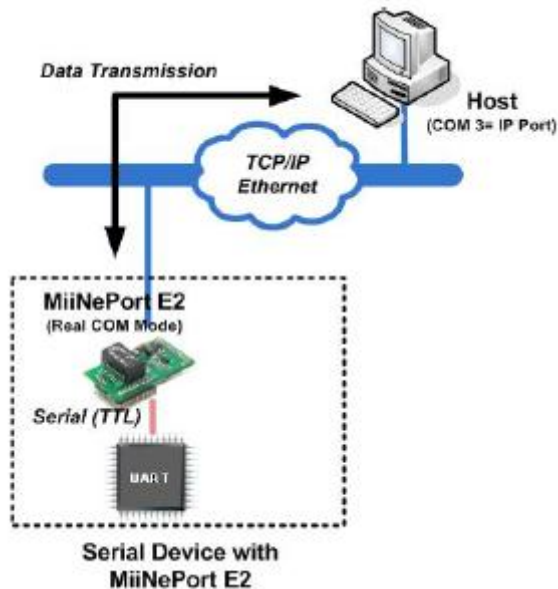 Data Transmission
Host
(COM 3= IP Port)
TCP/IP
Ethernet
MiiNePort E2
(Real COM Mode)
Serial (TTL)
UART
Serial Device with
MiiNePort E2